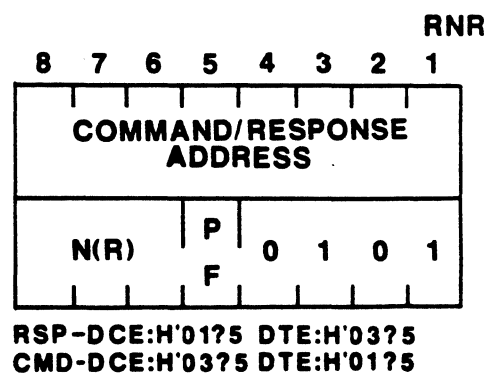 RNR
8 7 6 5 4 3 2 1
COMMAND/RESPONSE
ADDRESS
P
N(R) 0 1 0 1
F
RSP-DCE:H'01?5 DTE:H'03?5
CMD-DCE:H'03?5 DTE:H'01?5